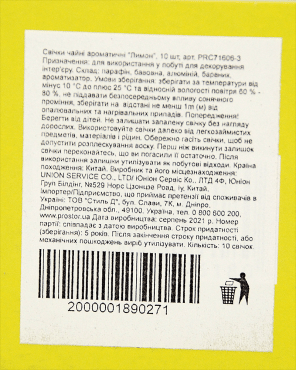 Свічки чайні ароматичні "Лимон", 10 шт, арт. PRC71606-3
Призначення: для використання у побуті для декорування
інтер'єру. Склад: парафін, бавовна, алюміній, барвник,
ароматизатор. Умови зберігання: зберігати за температури від
мінус 10 °C до плюс 25 °C та відносній вологості повітря 60 % -
80 %, не піддавати безпосередньому впливу сонячного
проміння, зберігати на відстані не менш 1м від
опалювальних та нагрівальних приладів. Попередження!
Берегти від дітей. Не залишати запалену свічку без нагляду
дорослих. Використовуйте свічки далеко від легкозаймистих
предметів, матеріалів і рідин. Обережно гасіть свічки, щоб не
допустити розплескування воску. Перш ніж викинути залишок
свічки переконайтесь, що ви погасили її остаточно. Після
використання залишки утилізувати як побутові відходи. Країна
походження: Китай. Виробник та його місцезнаходження:
UNION SERVICE CO., LTD/ Юніон Сервіс Ко., ЛТД 4Ф, Юніон
Груп Білдінг, №529 Норс Цзонцзе Роад, Іу, Китай.
Імпортер/Підприємство, що приймає претензії від споживачів в
Україні: ТОВ "Стиль Д", бул. Слави, 7К, м. Дніпро,
Дніпропетровська обл., 49100, Україна, тел. 0 800 600 200,
www.prostor.ua Дата виробництва: серпень 2021 р. Номер
партії: співпадає з датою виробництва. Строк придатності
(зберігання): 5 років. Після закінчення строку придатності, або
механічних пошкоджень виріб утилізувати. Кількість: 10 свічок
2000001890271